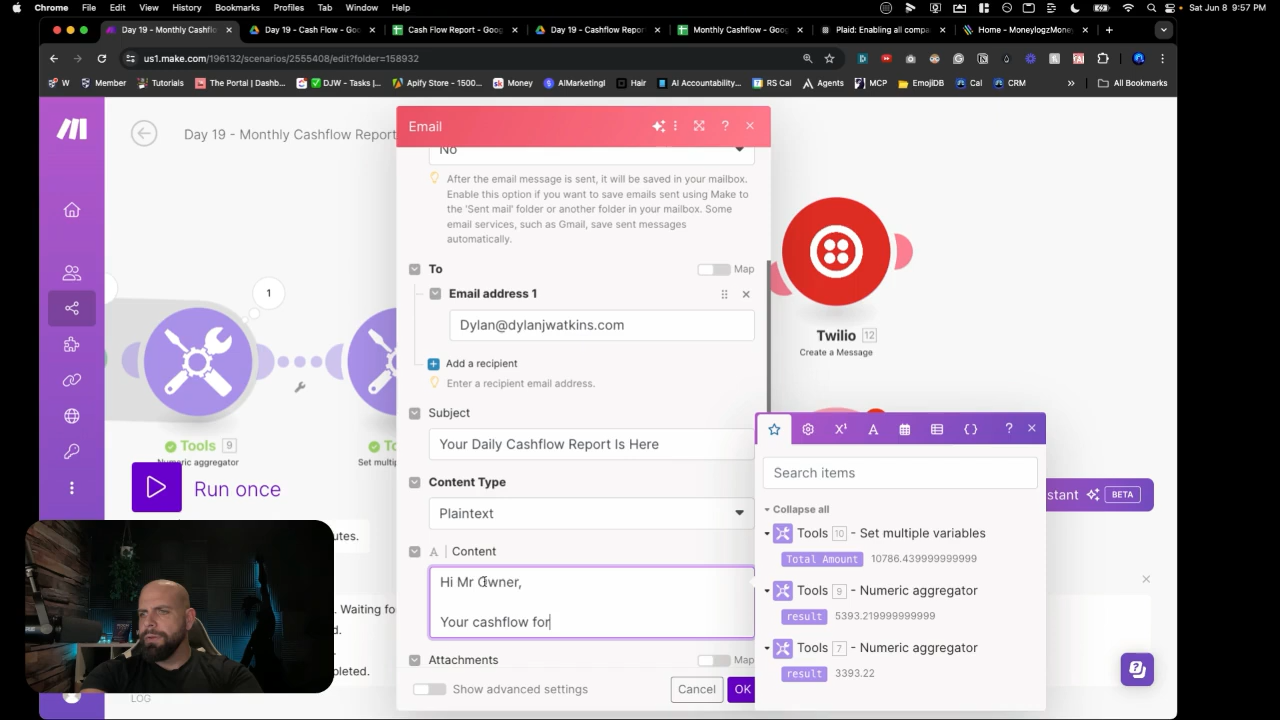 Chrome File Edit View History Bookmarks Profiles Tab Window Help
Sat Jun 8 9:57 PM
Day 19 - Monthly Cashflo
Day 19 - Cash Flow - Goo
Cash Flow Report - Goog
Day 19 - Cashflow Repor
Monthly Cashflow - Goog
Plaid: Enabling all compa
Home - MoneylogzMoney
us1.make.com/196132/scenarios/2555408/edit?folder=158932
W
Member
Tutorials
The Portal | Dashb...
DJW - Tasks |...
Apify Store - 1500...
Money
AIMarketingl
Hair
AI Accountability...
RS Cal
Agents
MCP
EmojiDB
Cal
CRM
»
All Bookmarks
Day 19 - Monthly Cashflow Report
Email
No
After the email message is sent, it will be saved in your mailbox.
Enable this option if you want to save emails sent using Make to
the 'Sent mail' folder or another folder in your mailbox. Some
email services, such as Gmail, save sent messages
automatically.
To
Map
Email address 1
Dylan@dylanjwatkins.com
Add a recipient
Enter a recipient email address.
Subject
Your Daily Cashflow Report Is Here
Content Type
Plaintext
A | Content
Hi Mr Owner,
Your cashflow for
Attachments
Map
Show advanced settings
Cancel
OK
1
Tools 9
Numeric aggregator
To
Set multip
Run once
utes.
. Waiting fo
d.
.
pleted.
LOG
Twilio 12
Create a Message
stant
BETA
X¹
A
{}
?
Search items
Collapse all
Tools 10 - Set multiple variables
Total Amount 10786.439999999999
Tools 9 - Numeric aggregator
result 5393.219999999999
Tools 7 - Numeric aggregator
result 3393.22